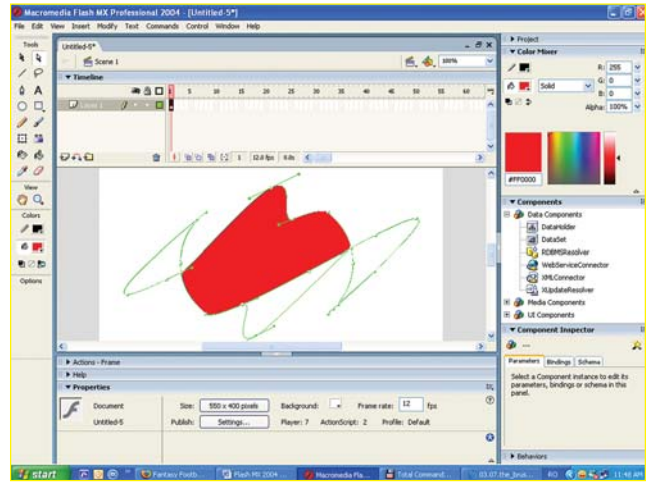 Macromedia Flash MX Professional 2004 - [Untitled-5*]
File Edit View Insert Modify Text Commands Control Window Help
Tools
View
Colors
Options
Untitled-5*
Scene 1
100%
Timeline
5 10 15 20 25 30 35 40 45 50 55 60
Layer 1
1 12.0 fps 0.0s
Actions - Frame
Help
Properties
Document
Untitled-5
Size: 550 x 400 pixels
Background:
Frame rate: 12 fps
Publish: Settings...
Player: 7 ActionScript: 2 Profile: Default
Project
Color Mixer
R: 255
Solid
G: 0
B: 0
Alpha: 100%
#FF0000
Components
Data Components
DataHolder
DataSet
RDBMSResolver
WebServiceConnector
XMLConnector
XUpdateResolver
Media Components
UI Components
Component Inspector
Parameters Bindings Schema
Select a Component instance to edit its
parameters, bindings or schema in this
panel.
Behaviors
start
Fantasy Footb...
Flash MX 2004 ...
Macromedia Fla...
Total Command...
RO
11:48 AM